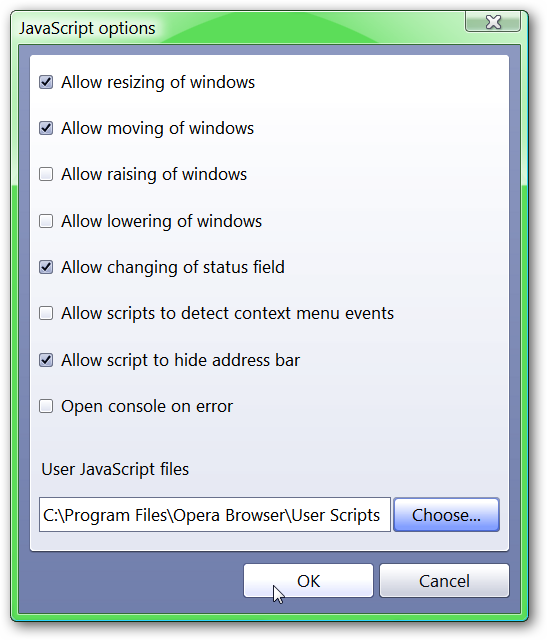 JavaScript options
Allow resizing of windows
Allow moving of windows
Allow raising of windows
Allow lowering of windows
Allow changing of status field
Allow scripts to detect context menu events
Allow script to hide address bar
Open console on error
User JavaScript files
C:\Program Files\Opera Browser\User Scripts Choose...
OK Cancel